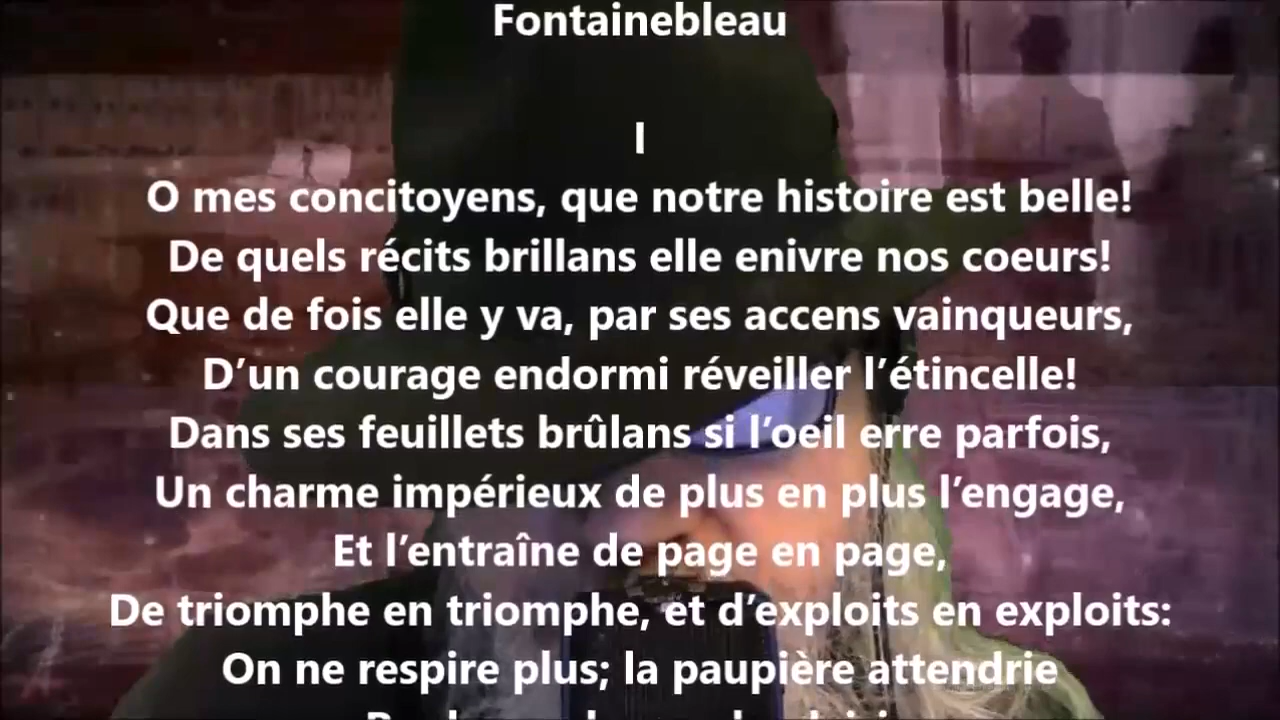 Fontainebleau
I
O mes concitoyens, que notre histoire est belle!
De quels récits brillans elle enivre nos coeurs!
Que de fois elle y va, par ses accens vainqueurs,
D’un courage endormi réveiller l’étincelle!
Dans ses feuillets brûlans si l’oeil erre parfois,
Un charme impérieux de plus en plus l’engage,
Et l’entraîne de page en page,
De triomphe en triomphe, et d’exploits en exploits:
On ne respire plus; la paupière attendrie